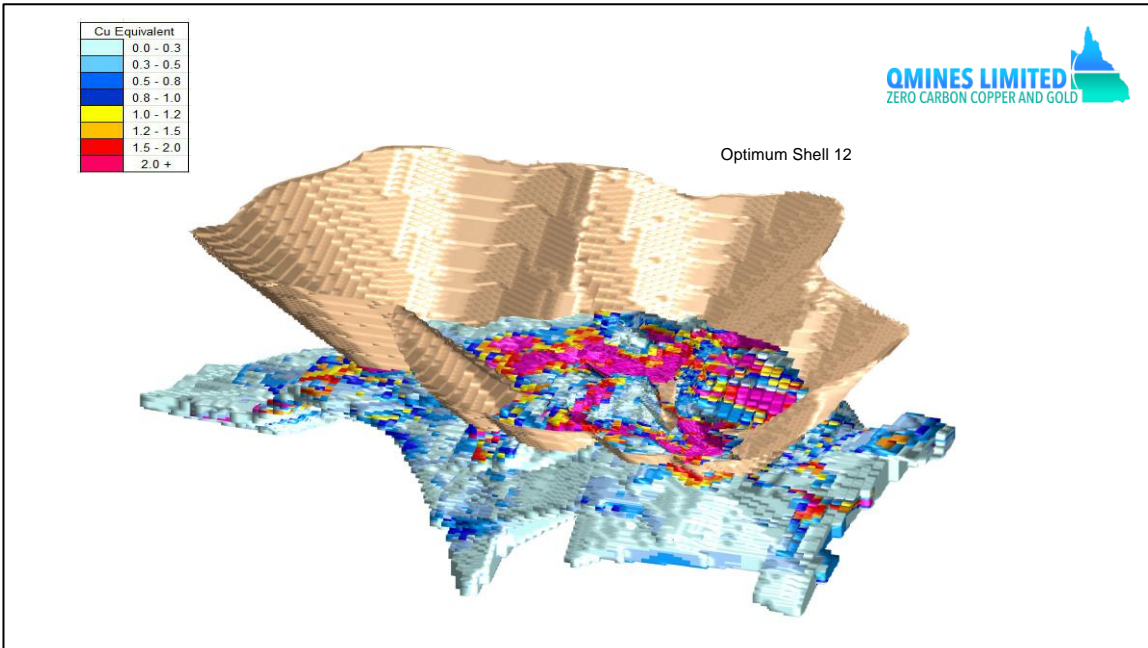 Cu Equivalent
0.0 - 0.3
0.3 - 0.5
0.5 - 0.8
0.8 - 1.0
1.0 - 1.2
1.2 - 1.5
1.5 - 2.0
2.0 +
QMINES LIMITED
ZERO CARBON COPPER AND GOLD
Optimum Shell 12